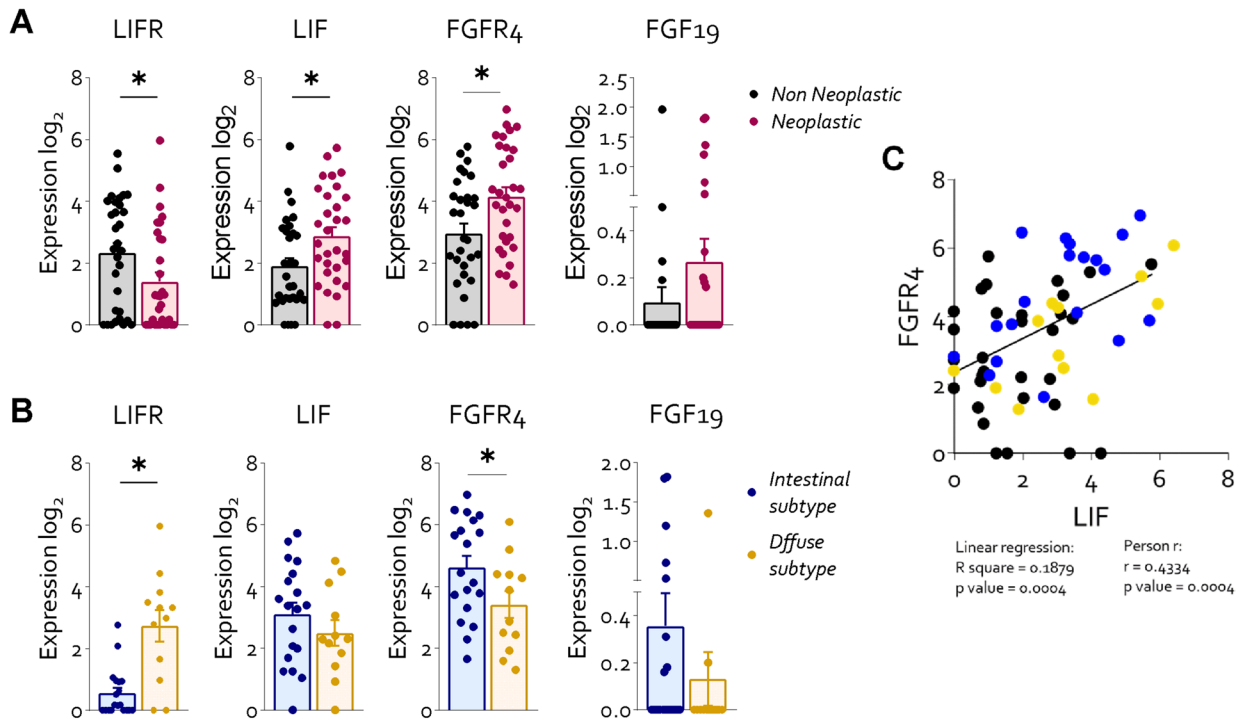 A
LIFR
LIF
FGFR4
FGF19
*
*
*
Expression log2
8
6
4
2
0
Expression log2
8
6
4
2
0
Expression log2
8
6
4
2
0
Expression log2
2.5
2.0
1.5
1.0
0.4
0.2
0.0
Non Neoplastic
Neoplastic
B
LIFR
LIF
FGFR4
FGF19
*
*
Expression log2
8
6
4
2
0
Expression log2
8
6
4
2
0
Expression log2
8
6
4
2
0
Expression log2
2.0
1.5
1.0
0.4
0.2
0.0
Intestinal
subtype
Dffuse
subtype
C
FGFR4
8
6
4
2
0
0 2 4 6 8
LIF
Linear regression:
R square = 0.1879
p value = 0.0004
Person r:
r = 0.4334
p value = 0.0004